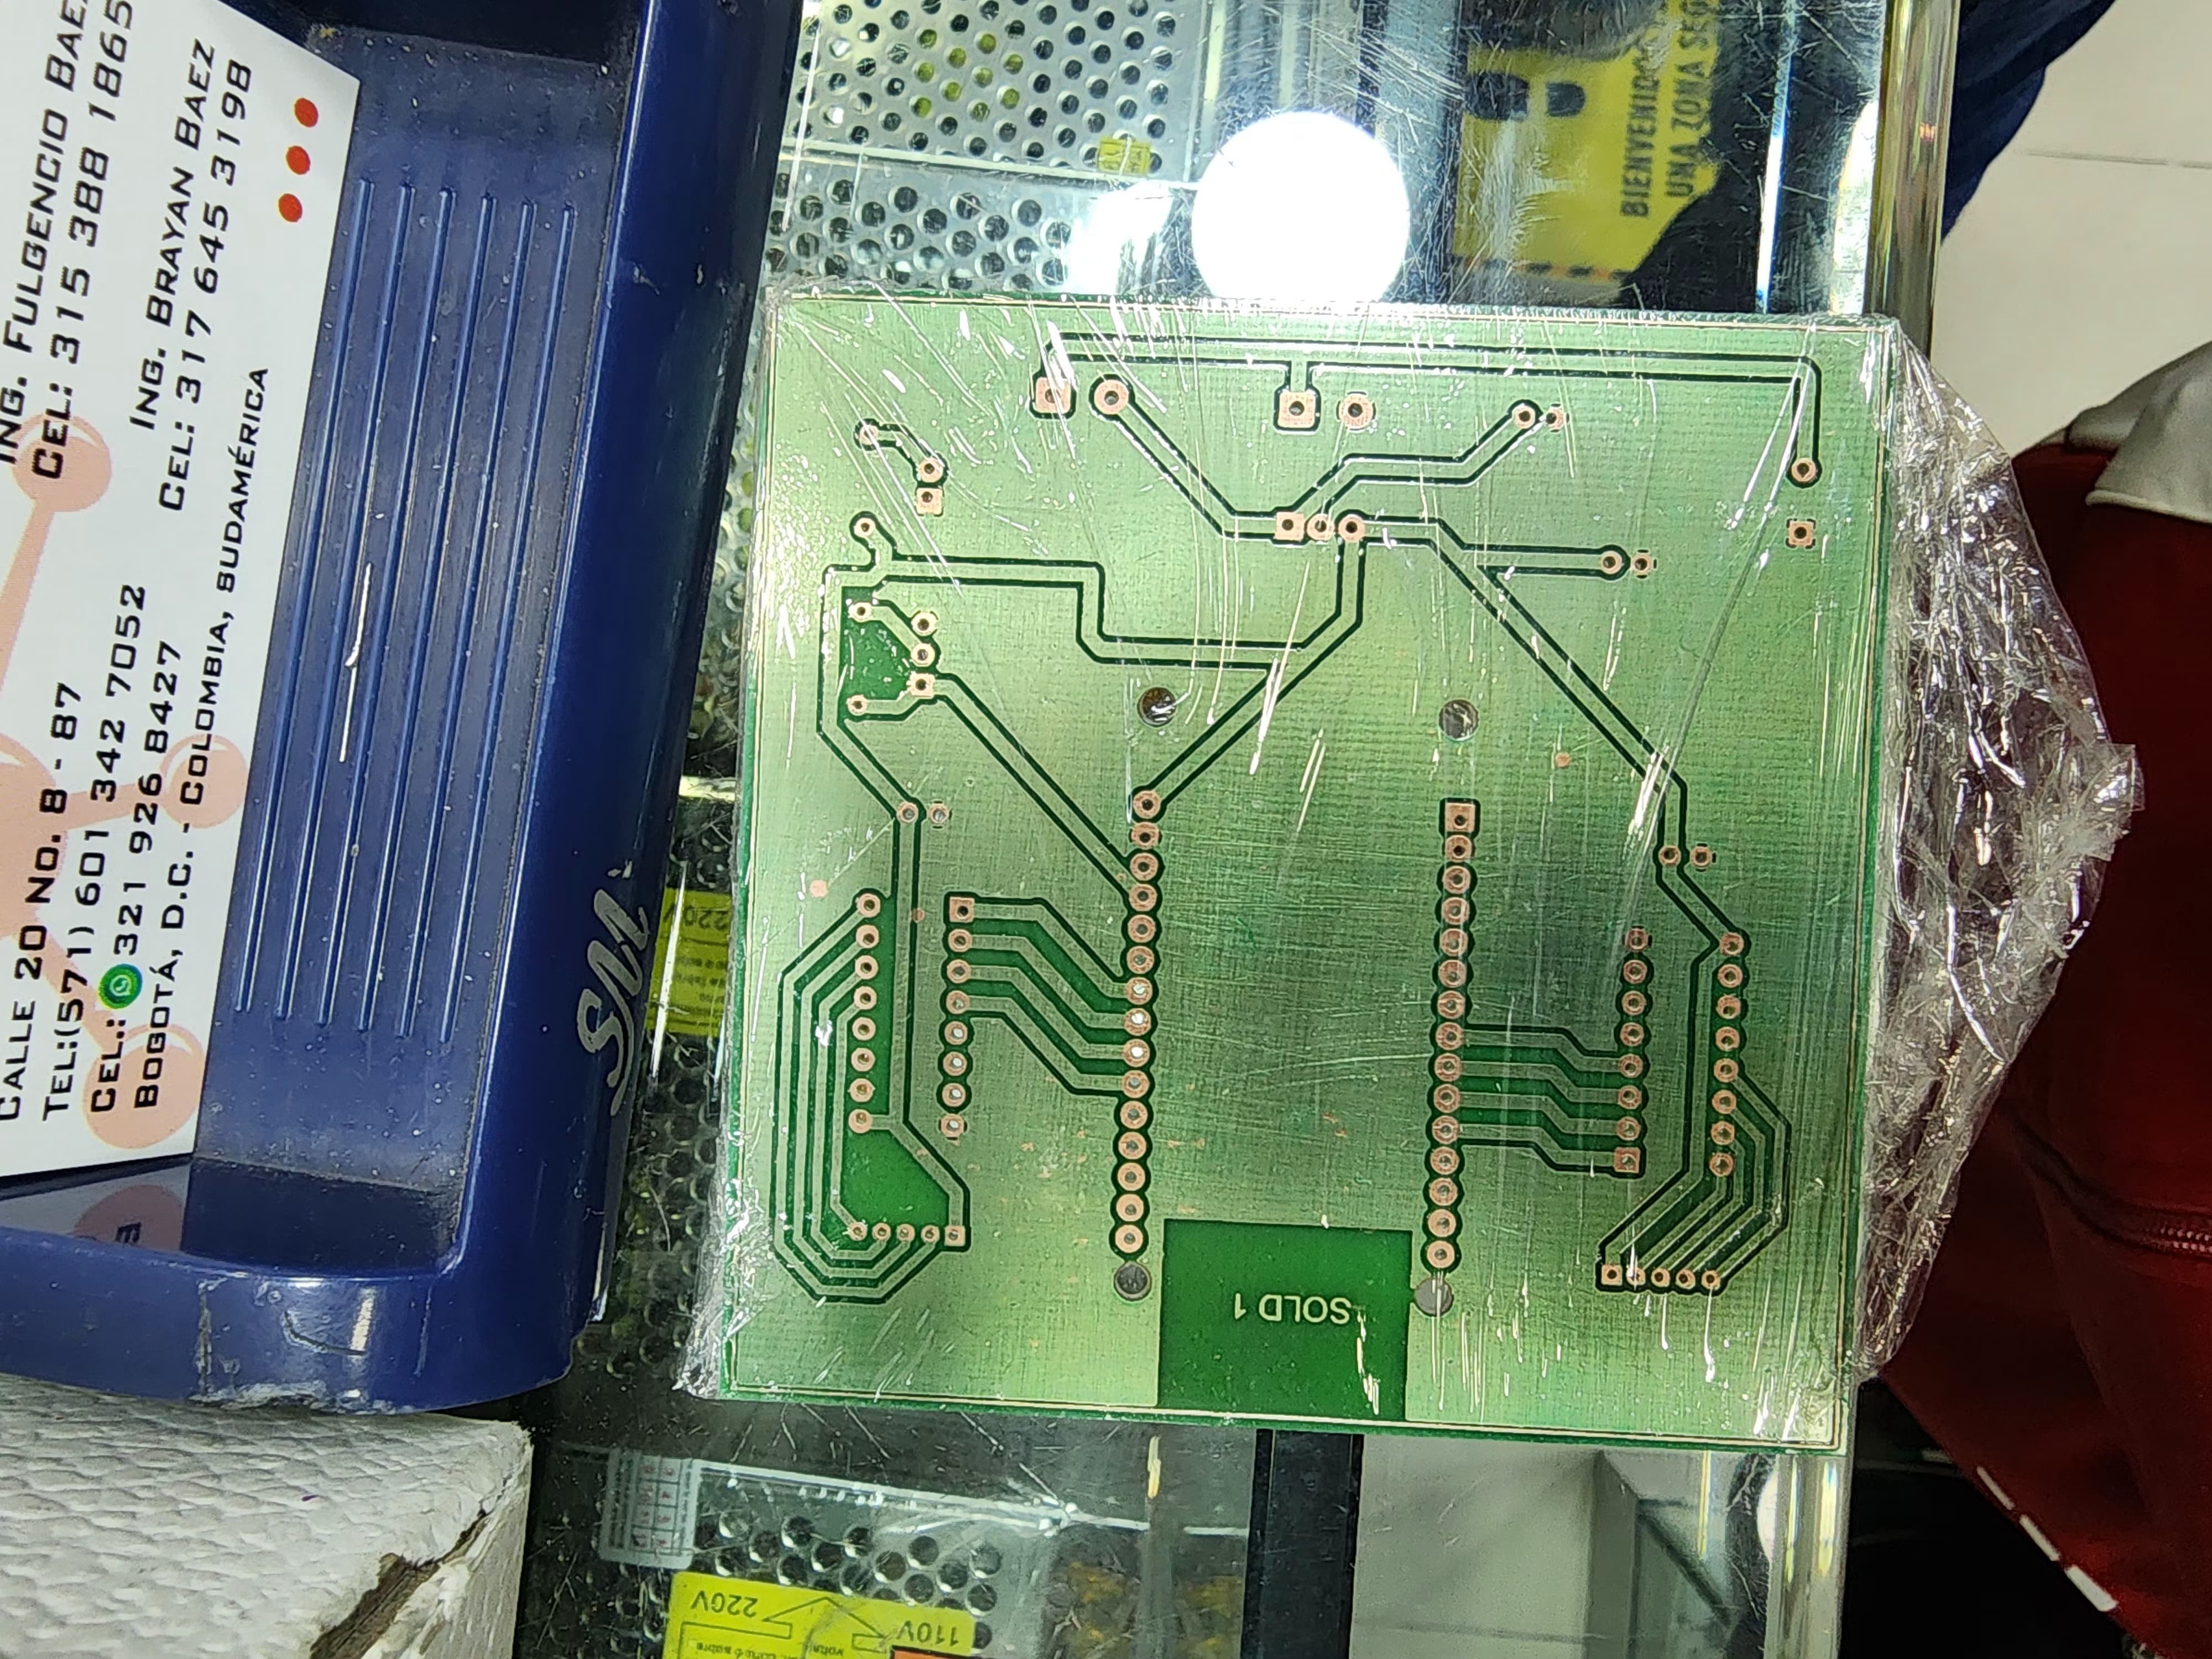 ING. FULGENCIO BAE
CEL: 315 388 1865
ING. BRAYAN BAEZ
CEL: 317 645 3198
CALLE 20 No. 8 - 87
TEL:(571) 601 342 7052
CEL.: 321 926 8427
BOGOTÁ, D.C. - COLOMBIA, SUDAMÉRICA
BIENVENIDO
UNA ZONA SEG
220V
SOLD 1
220V
110V